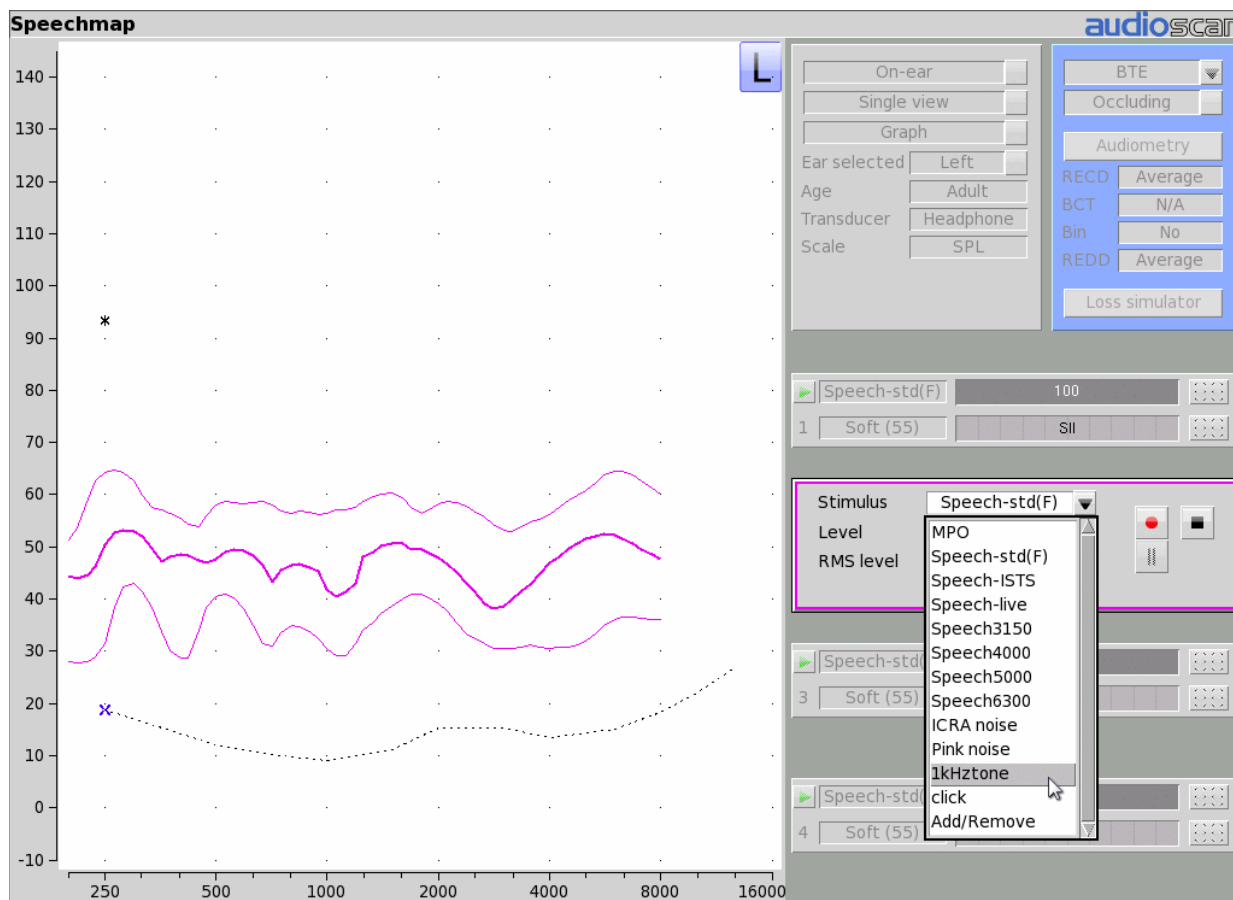 Speechmap
audioscan
140
130
120
110
100
90
80
70
60
50
40
30
20
10
0
-10
250 500 1000 2000 4000 8000 16000
L
On-ear
Single view
Graph
Ear selected Left
Age Adult
Transducer Headphone
Scale SPL
BTE
Occluding
Audiometry
RECD Average
BCT N/A
Bin No
REDD Average
Loss simulator
Speech-std(F) 100
1 Soft (55) SII
Stimulus Speech-std(F)
Level
RMS level
MPO
Speech-std(F)
Speech-ISTS
Speech-live
Speech3150
Speech4000
Speech5000
Speech6300
ICRA noise
Pink noise
1kHztone
click
Add/Remove
Speech-std(
3 Soft (55)
Speech-std(
4 Soft (55)